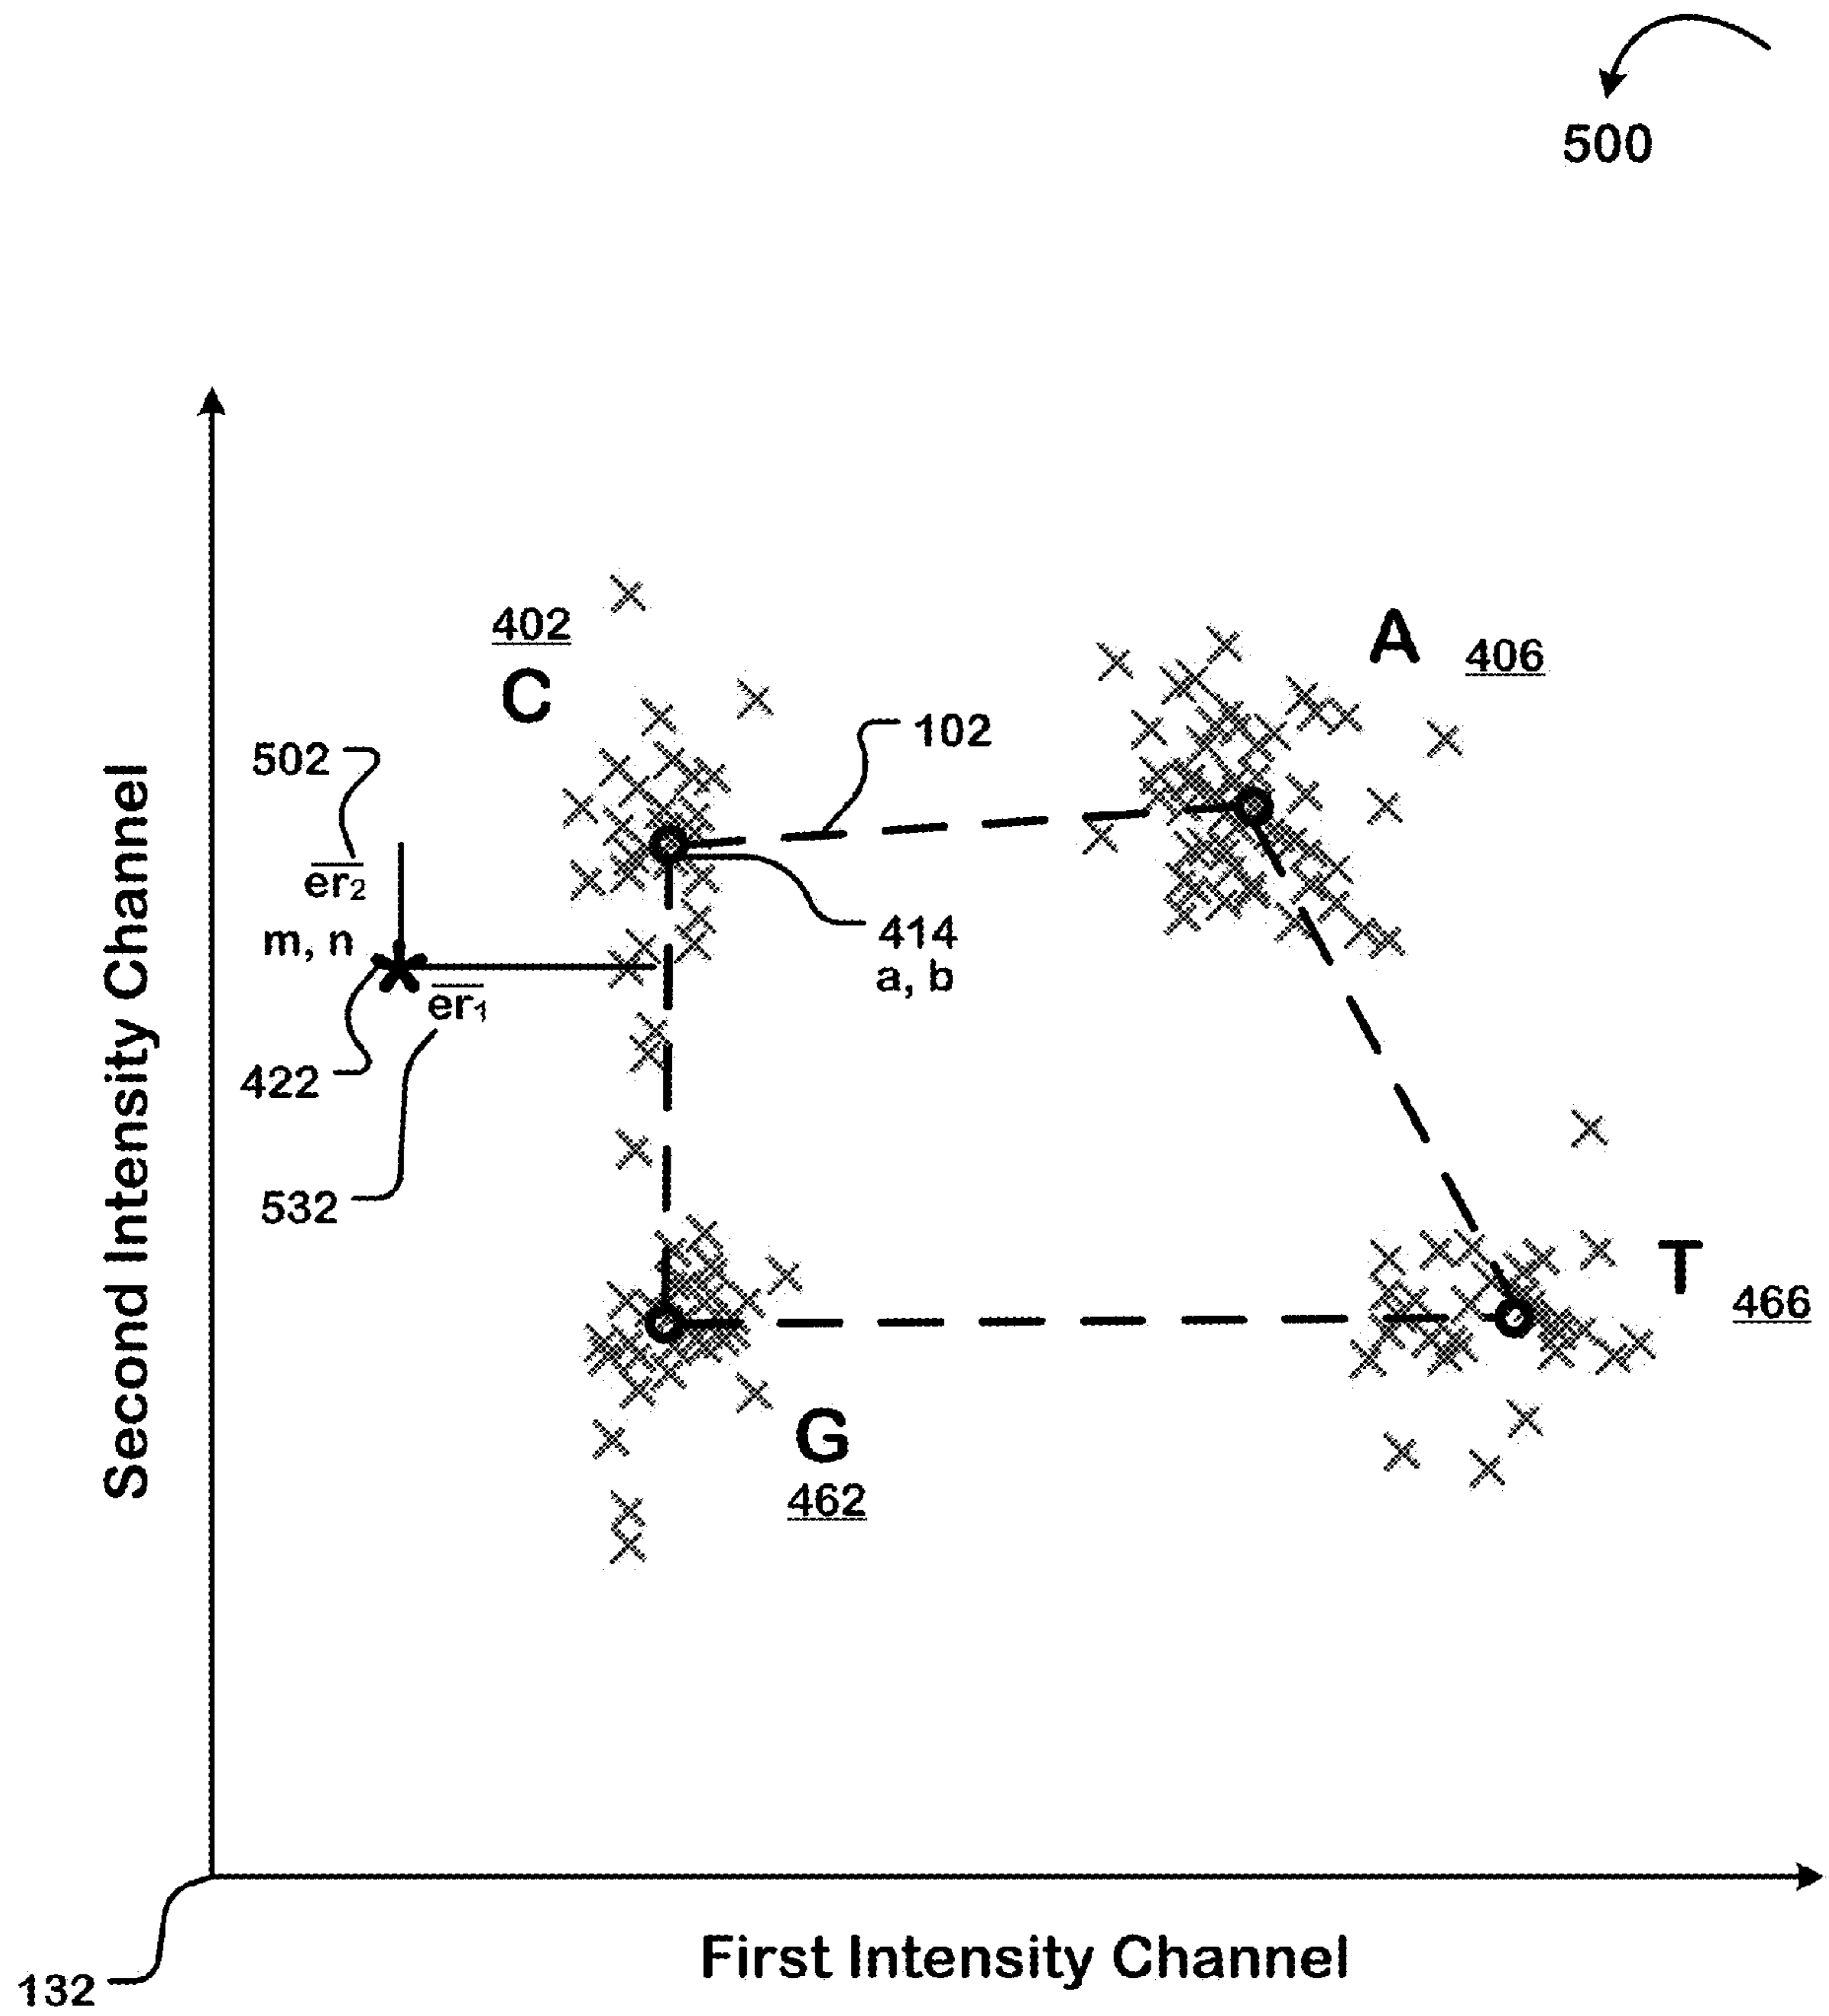 500
402
C
A
406
102
502
er₂
m, n
414
a, b
er₁
422
532
T
466
G
462
Second Intensity Channel
First Intensity Channel
132